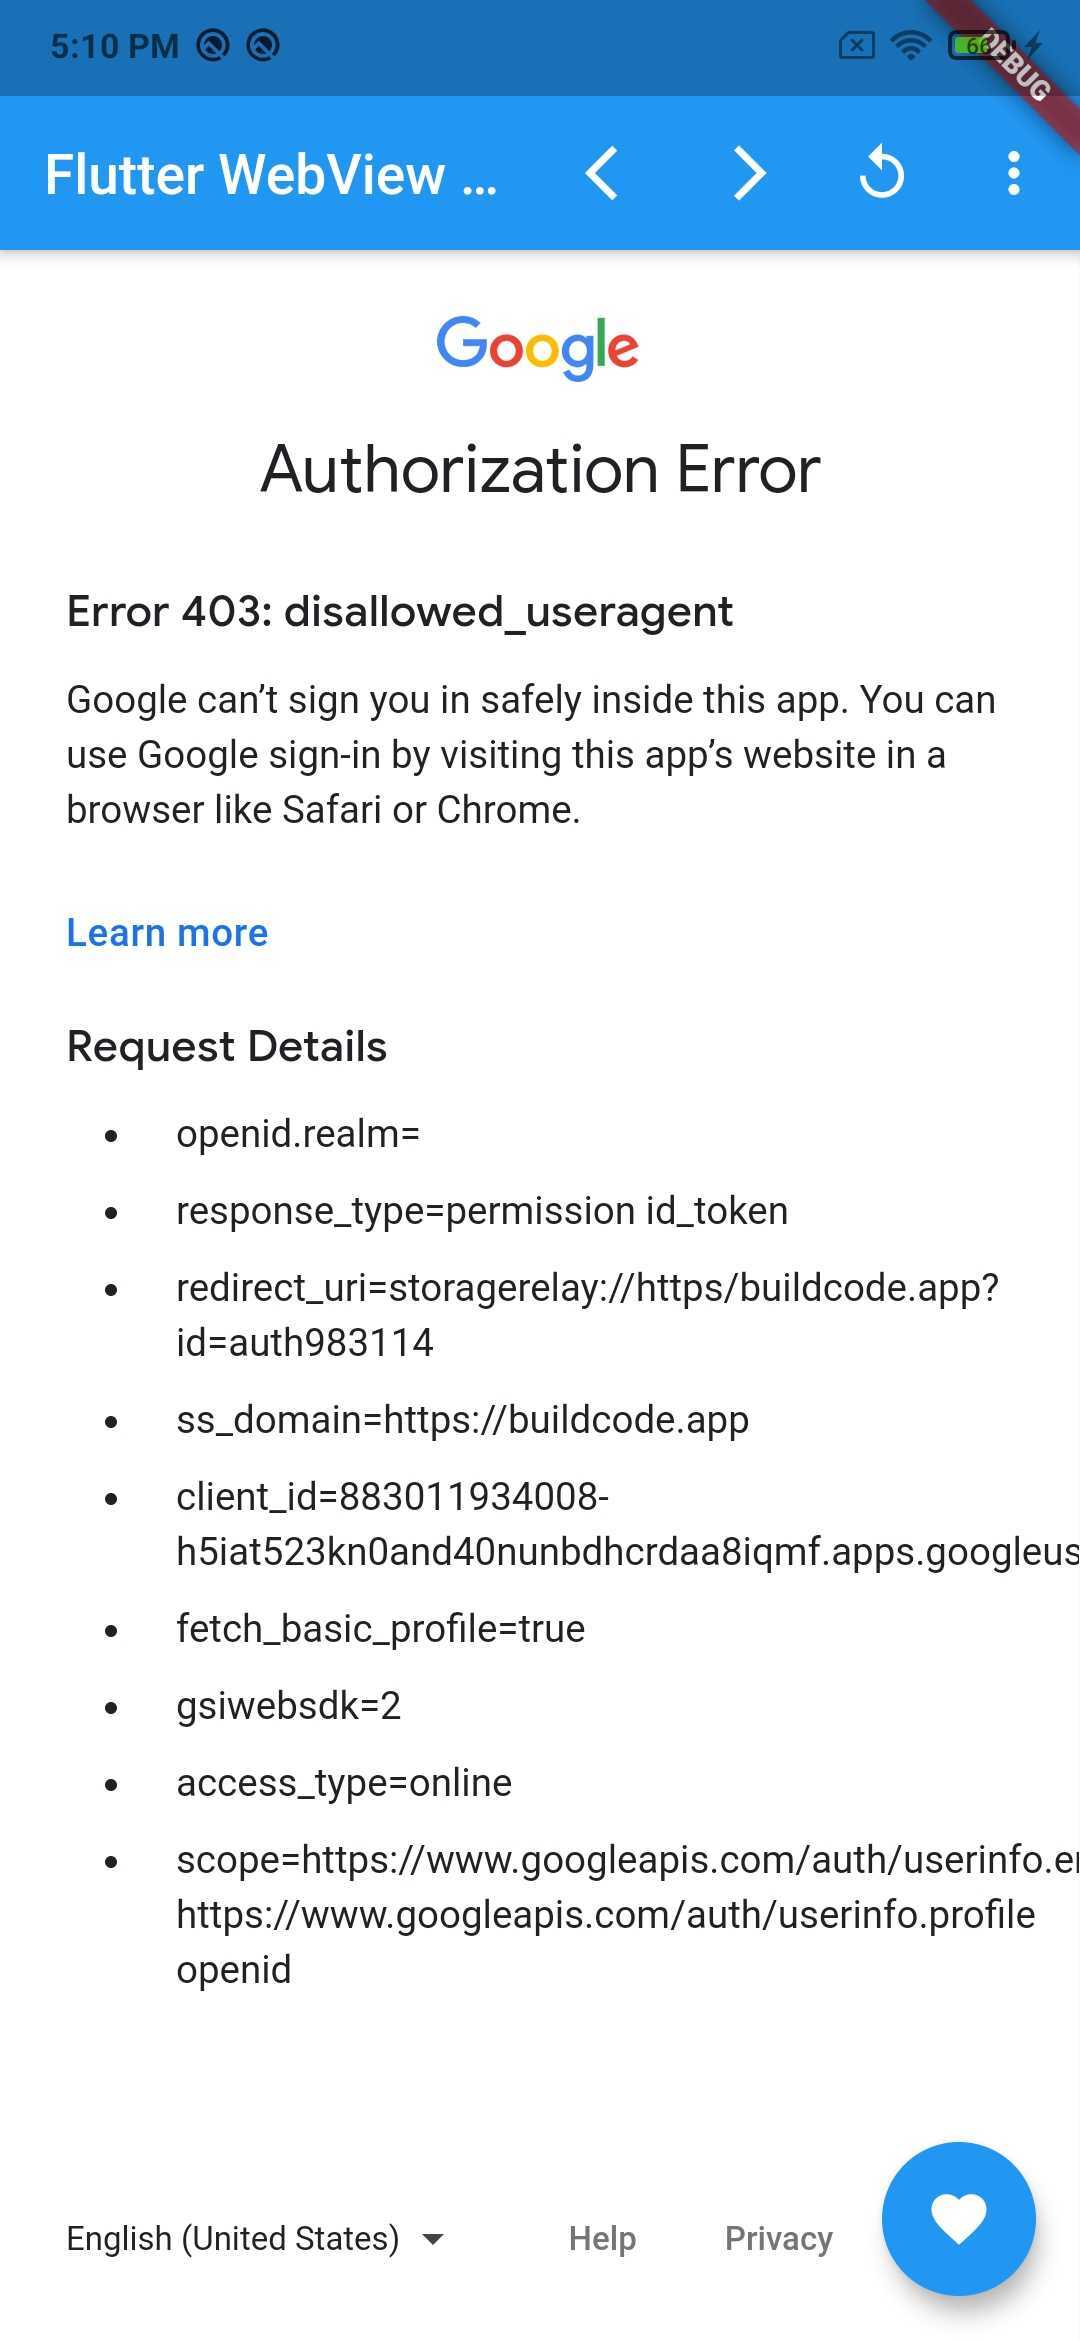 5:10 PM
66
DEBUG
Flutter WebView ...
Google
Authorization Error
Error 403: disallowed_useragent
Google can’t sign you in safely inside this app. You can
use Google sign-in by visiting this app’s website in a
browser like Safari or Chrome.
Learn more
Request Details
• openid.realm=
• response_type=permission id_token
• redirect_uri=storagerelay://https/buildcode.app?
id=auth983114
• ss_domain=https://buildcode.app
• client_id=883011934008-
h5iat523kn0and40nunbdhcrdaa8iqmf.apps.googleus
• fetch_basic_profile=true
• gsiwebsdk=2
• access_type=online
• scope=https://www.googleapis.com/auth/userinfo.e
https://www.googleapis.com/auth/userinfo.profile
openid
English (United States)
Help
Privacy